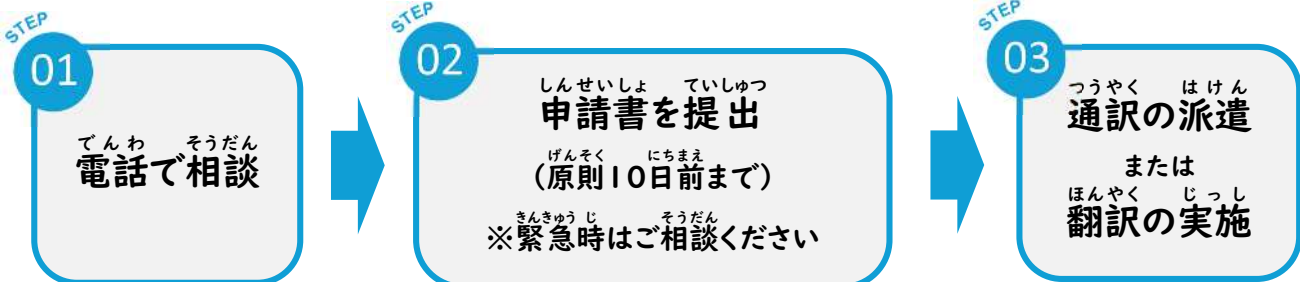 STEP
01
でんわ そうだん
電話で相談
STEP
02
しんせいしょ ていしゅつ
申請書を提出
げんそく にちまえ
(原則10日前まで)
きんきゅうじ そうだん
※緊急時はご相談ください
STEP
03
つうやく はけん
通訳の派遣
または
ほんやく じっし
翻訳の実施